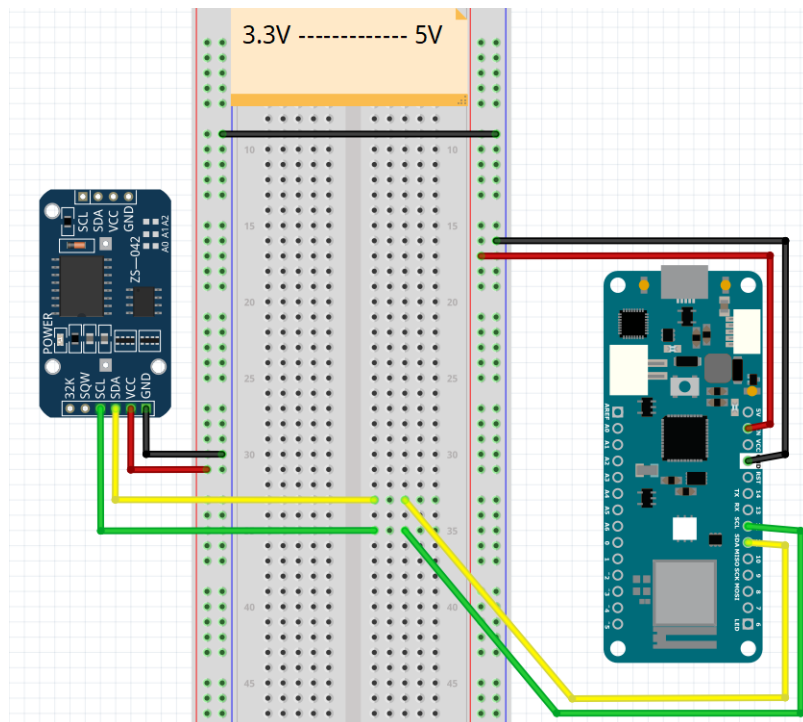 3.3V ------------- 5V
10 10
SCL
SDA
VCC
GND
A0 A1 A2
15 15
ZS-042
20 20
POWER
25 25
32K
SQW
SCL
SDA
VCC
GND
30 30
35 35
40 40
45 45
AREF
A0
A1
A2
A3
A4
A5
A6
0
1
~2
~3
~4
~5
5V
VCC
RST
TX 14
RX 13
SCL
SDA
MISO 10
SCK 9
MOSI 8
7
LED 6